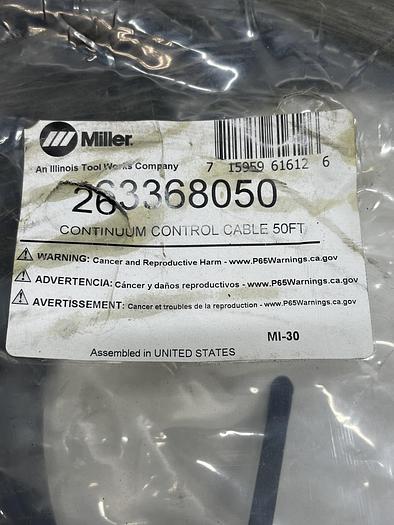 Miller.
An Illinois Tool Works Company
7 15959 61612 6
263368050
CONTINUUM CONTROL CABLE 50FT
WARNING: Cancer and Reproductive Harm - www.P65Warnings.ca.gov
ADVERTENCIA: Cáncer y daños reproductivos - www.P65Warnings.ca.gov
AVERTISSEMENT: Cancer et troubles de la reproduction - www.P65Warnings.ca.gov
MI-30
Assembled in UNITED STATES